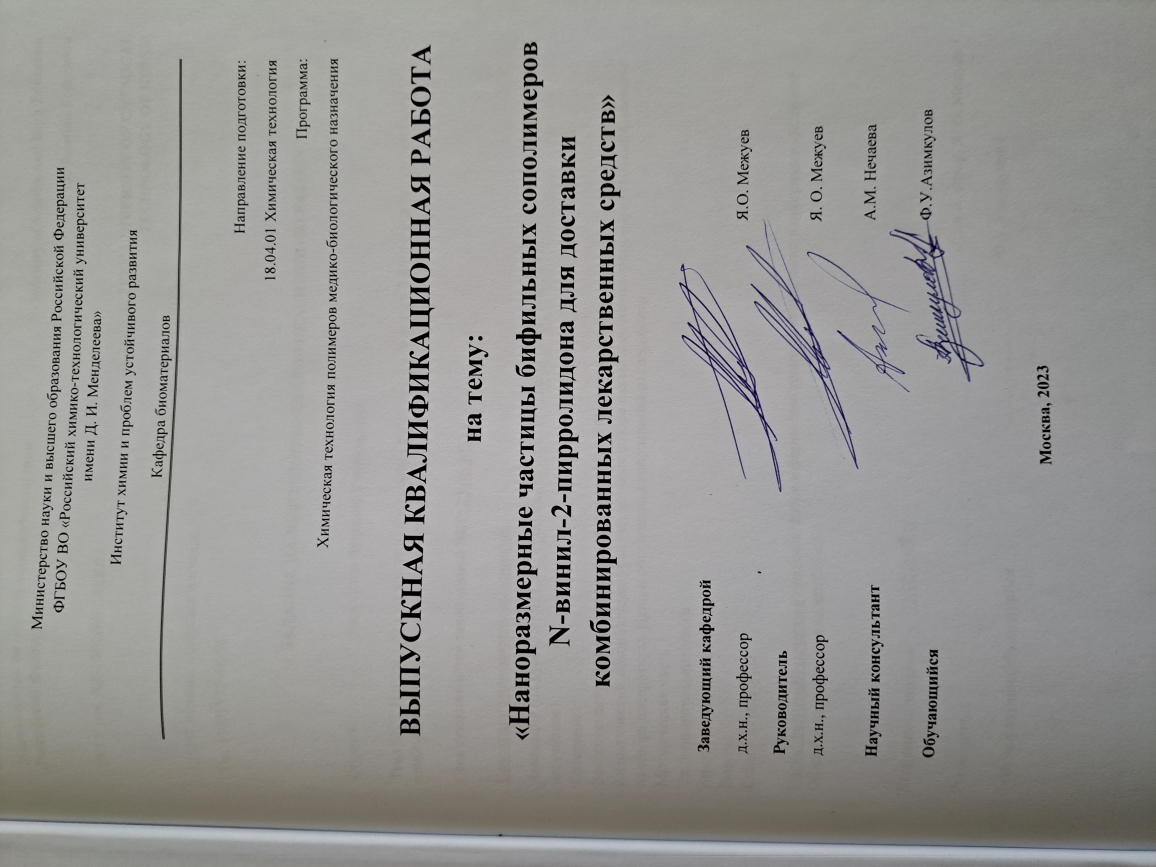 Министерство науки и высшего образования Российской Федерации
ФГБОУ ВО «Российский химико-технологический университет
имени Д. И. Менделеева»
Институт химии и проблем устойчивого развития
Кафедра биоматериалов
Направление подготовки:
18.04.01 Химическая технология
Программа:
Химическая технология полимеров медико-биологического назначения
ВЫПУСКНАЯ КВАЛИФИКАЦИОННАЯ РАБОТА
на тему:
«Наноразмерные частицы бифильных сополимеров
N-винил-2-пирролидона для доставки
комбинированных лекарственных средств»
Заведующий кафедрой
д.х.н., профессор Я.О. Межуев
Руководитель
д.х.н., профессор Я. О. Межуев
Научный консультант А.М. Нечаева
Обучающийся Ф.У.Азимкулов
Москва, 2023